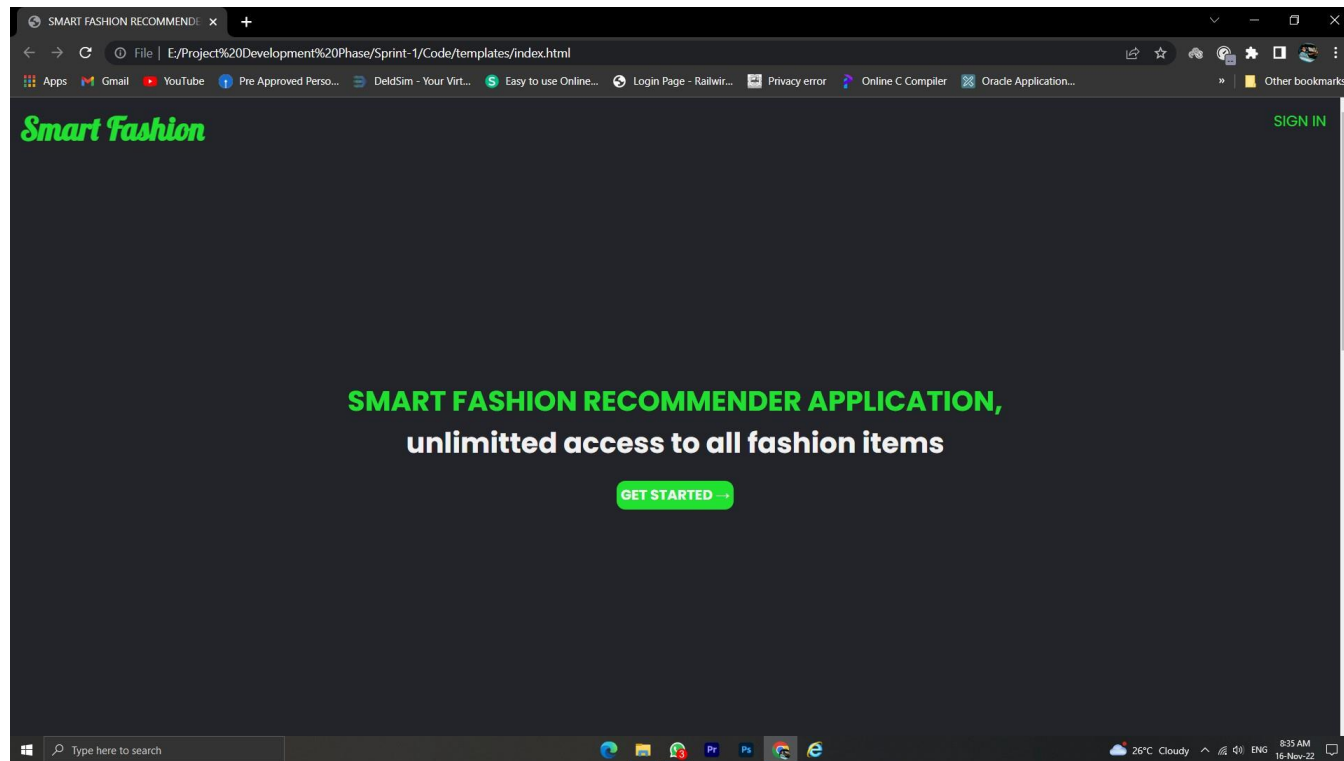 SMART FASHION RECOMMENDE
File | E:/Project%20Development%20Phase/Sprint-1/Code/templates/index.html
Apps Gmail YouTube Pre Approved Perso... DeldSim - Your Virt... Easy to use Online... Login Page - Railwir... Privacy error Online C Compiler Oracle Application... » Other bookmarks
Smart Fashion SIGN IN
SMART FASHION RECOMMENDER APPLICATION,
unlimitted access to all fashion items
GET STARTED →
Type here to search 3 Pr Ps 26°C Cloudy ENG 8:35 AM
16-Nov-22